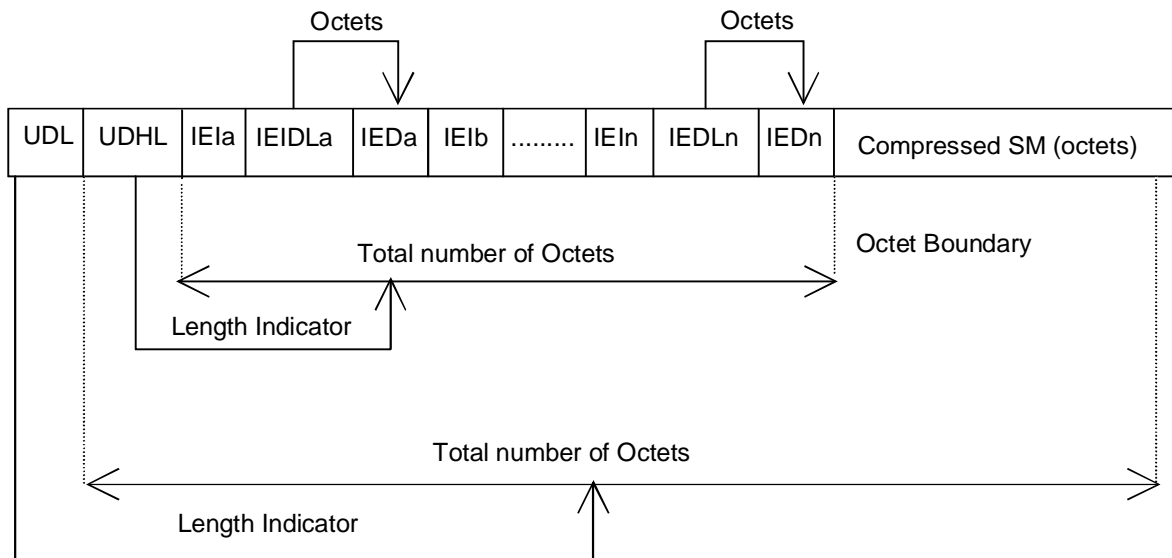 Octets
Octets
UDL UDHL IEIa IEIDLa IEDa IEIb ......... IEIn IEDLn IEDn Compressed SM (octets)
Total number of Octets
Octet Boundary
Length Indicator
Total number of Octets
Length Indicator